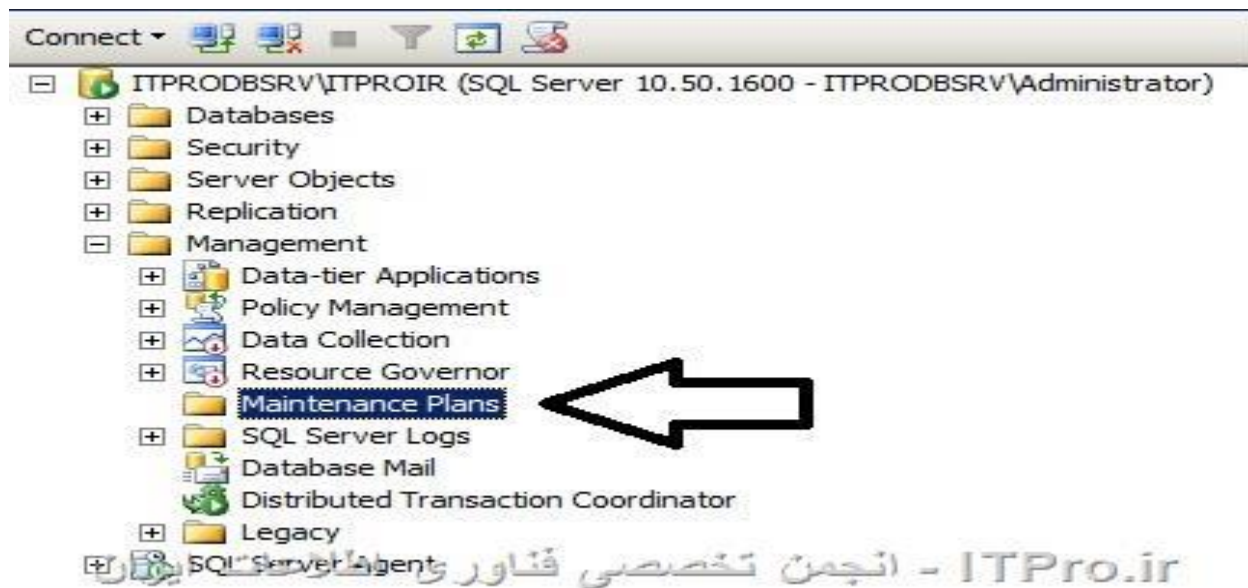 Connect
ITPRODBSRV\ITPROIR (SQL Server 10.50.1600 - ITPRODBSRV\Administrator)
Databases
Security
Server Objects
Replication
Management
Data-tier Applications
Policy Management
Data Collection
Resource Governor
Maintenance Plans
SQL Server Logs
Database Mail
Distributed Transaction Coordinator
Legacy
SQL Server Agent
ITPro.ir - انجمن تخصصی فناوری اطلاعات ایران